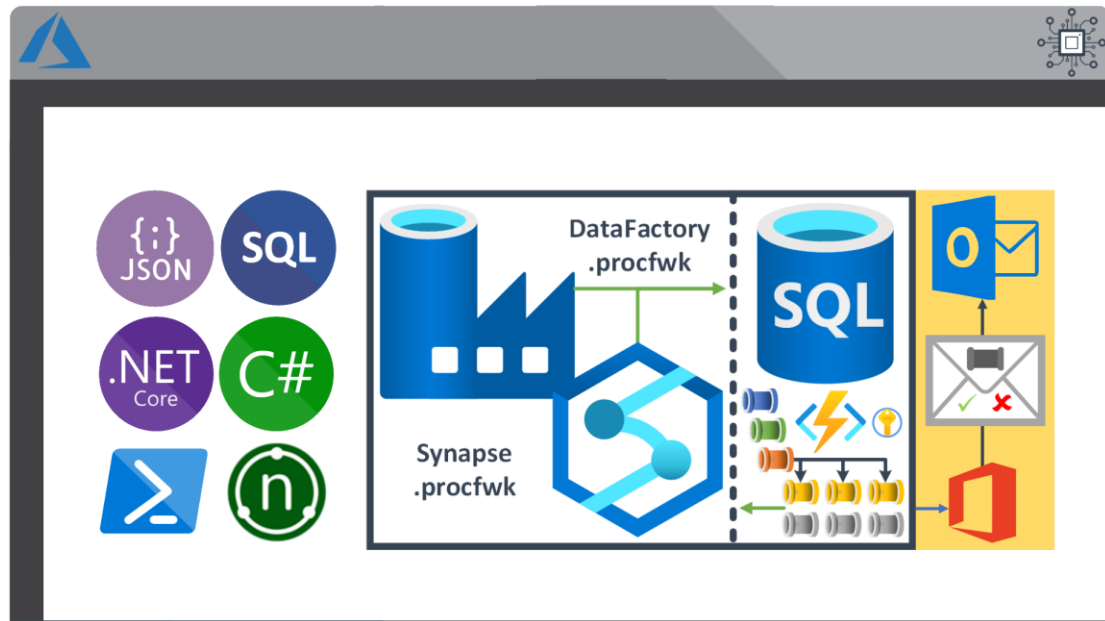 {;}
JSON
SQL
.NET
Core
C#
n
DataFactory
.procfwk
Synapse
.procfwk
SQL
O